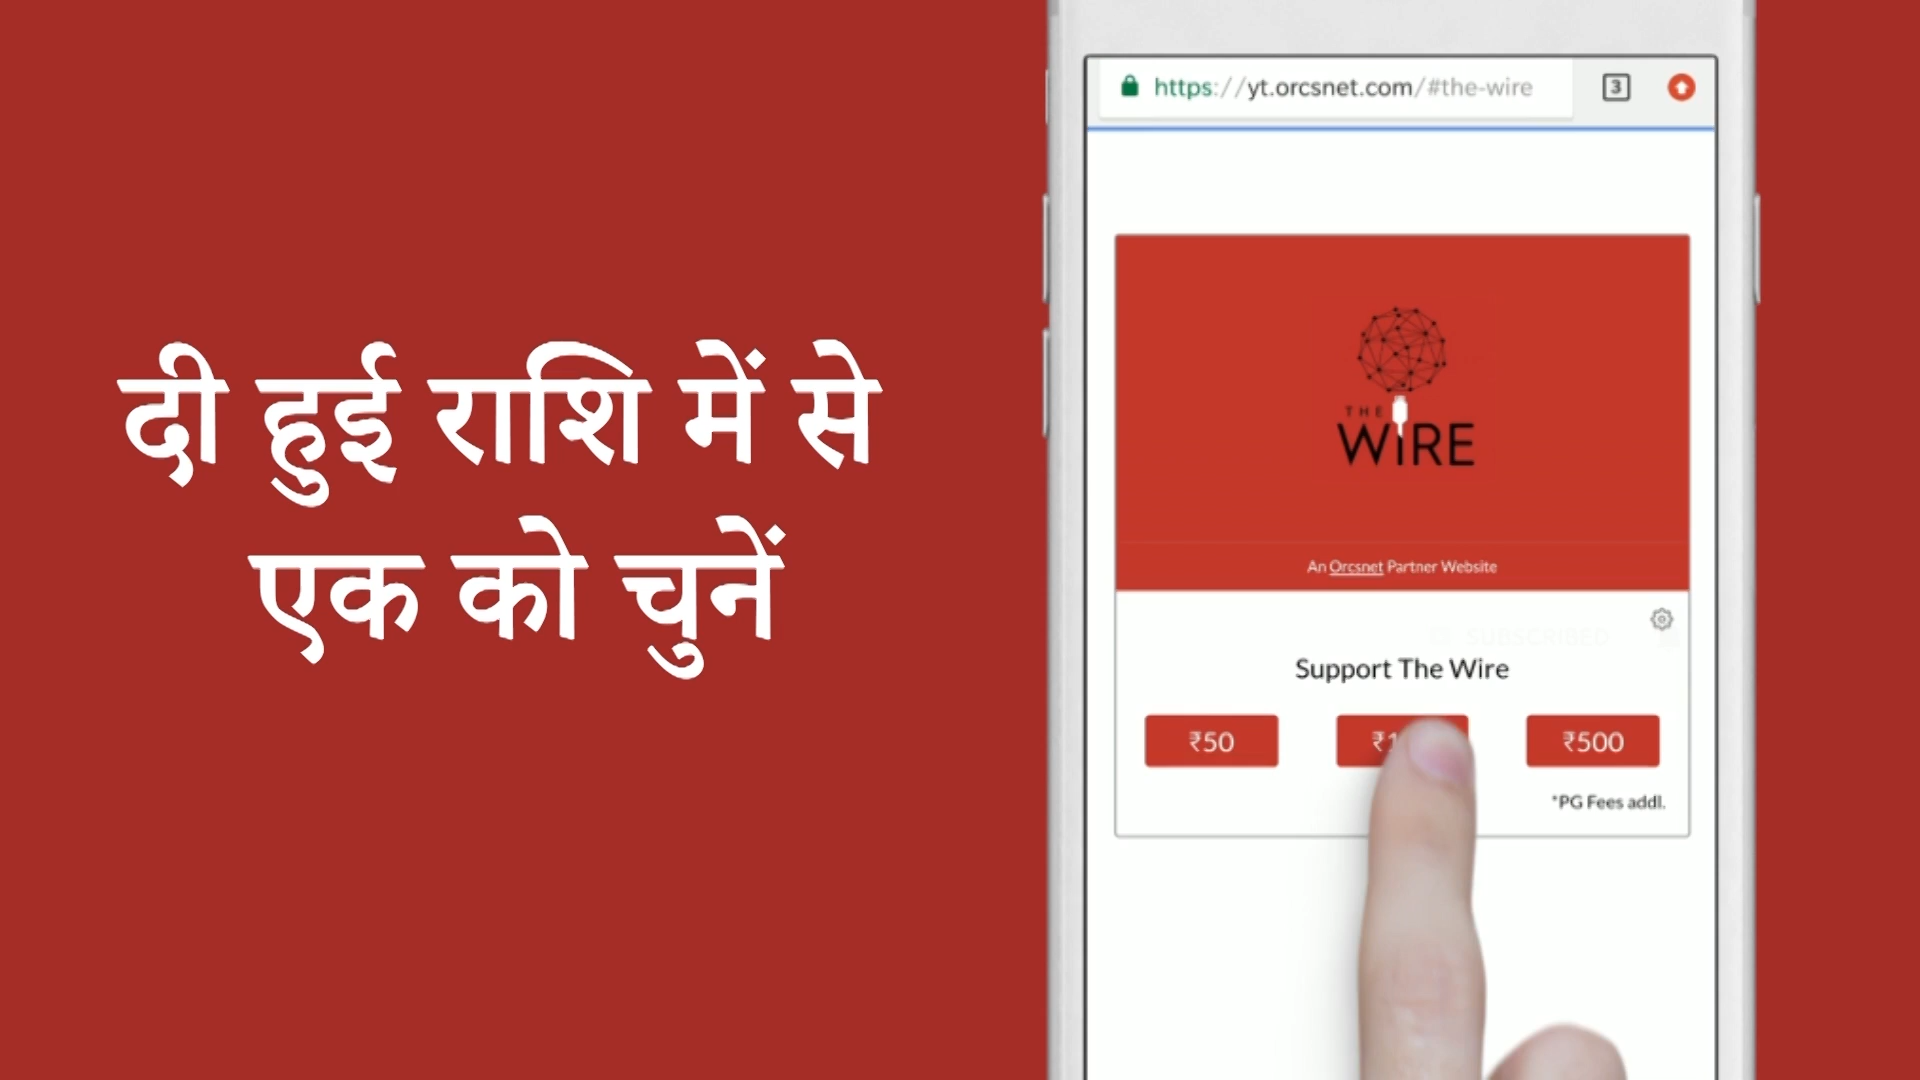 दी हुई राशि में से
एक को चुनें
https://yt.orcsnet.com/#the-wire
3
THE
WIRE
An Orcsnet Partner Website
SUBSCRIBED
Support The Wire
₹50
₹500
*PG Fees addl.